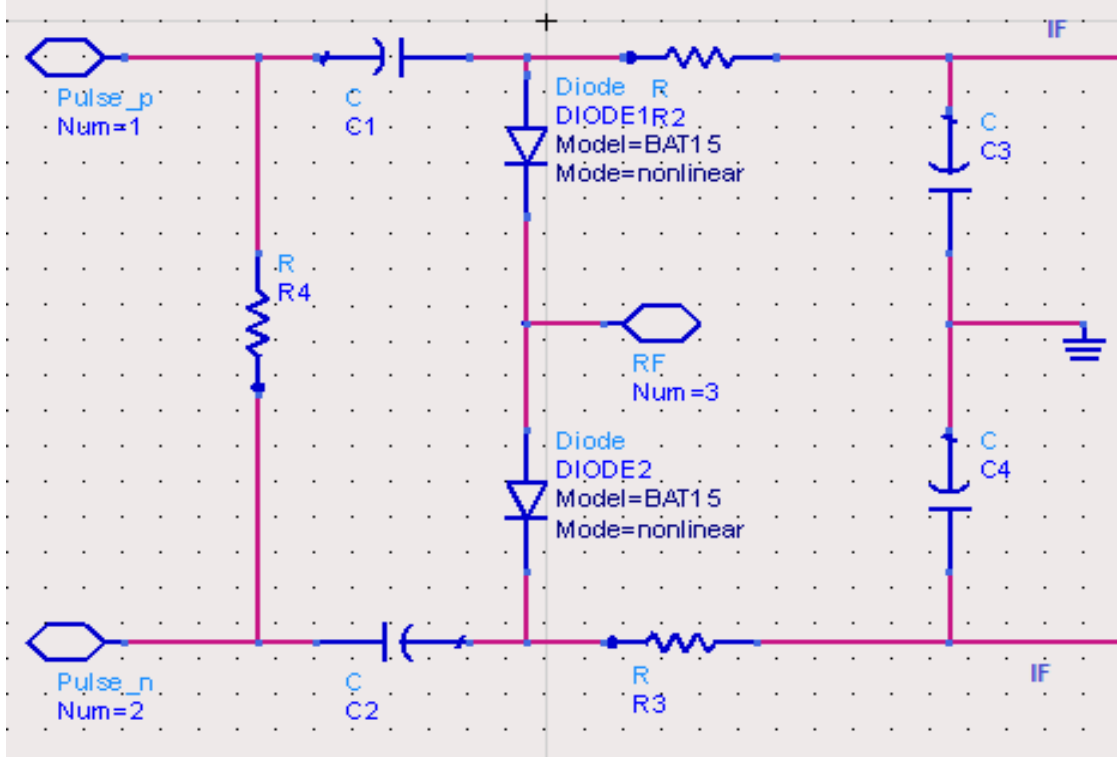 IF
Pulse_p
Num=1
C
C1
Diode R
DIODE1R2
Model=BAT15
Mode=nonlinear
C
C3
R
R4
RF
Num=3
Diode
DIODE2
Model=BAT15
Mode=nonlinear
C
C4
Pulse_n
Num=2
C
C2
R
R3
IF